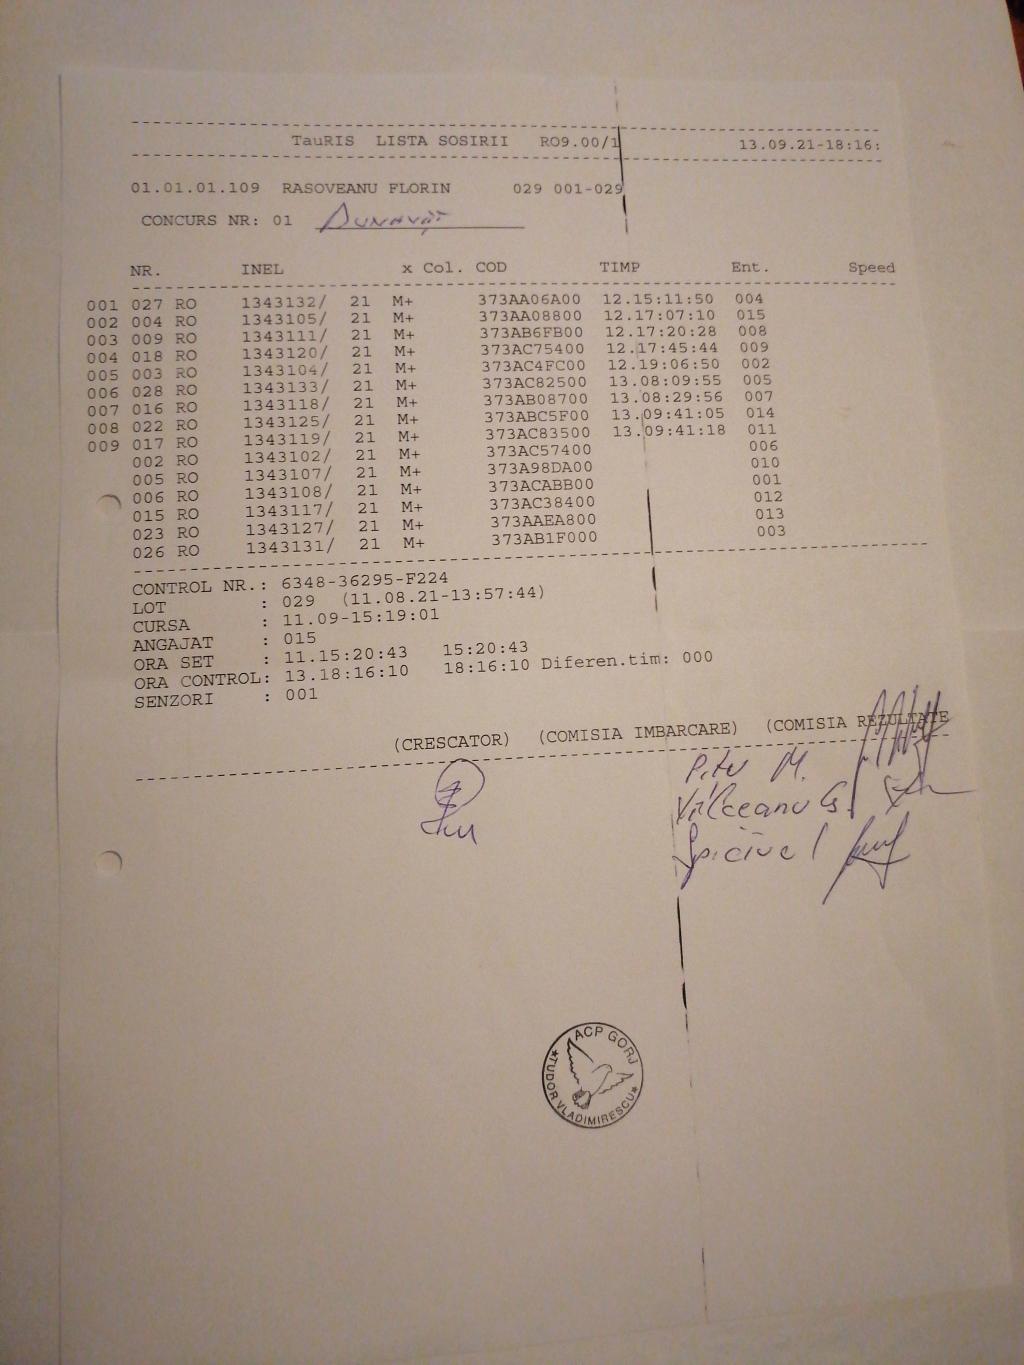 TauRIS LISTA SOSIRII RO9.00/1 13.09.21-18:16:
01.01.01.109 RASOVEANU FLORIN 029 001-029
CONCURS NR: 01 Dunavăț
NR. INEL x Col. COD TIMP Ent. Speed
001 027 RO 1343132/ 21 M+ 373AA06A00 12.15:11:50 004
002 004 RO 1343105/ 21 M+ 373AA08800 12.17:07:10 015
003 009 RO 1343111/ 21 M+ 373AB6FB00 12.17:20:28 008
004 018 RO 1343120/ 21 M+ 373AC75400 12.17:45:44 009
005 003 RO 1343104/ 21 M+ 373AC4FC00 12.19:06:50 002
006 028 RO 1343133/ 21 M+ 373AC82500 13.08:09:55 005
007 016 RO 1343118/ 21 M+ 373AB08700 13.08:29:56 007
008 022 RO 1343125/ 21 M+ 373ABC5F00 13.09:41:05 014
009 017 RO 1343119/ 21 M+ 373AC83500 13.09:41:18 011
002 RO 1343102/ 21 M+ 373AC57400 006
005 RO 1343107/ 21 M+ 373A98DA00 010
006 RO 1343108/ 21 M+ 373ACABB00 001
015 RO 1343117/ 21 M+ 373AC38400 012
023 RO 1343127/ 21 M+ 373AAEA800 013
026 RO 1343131/ 21 M+ 373AB1F000 003
CONTROL NR.: 6348-36295-F224
LOT : 029 (11.08.21-13:57:44)
CURSA : 11.09-15:19:01
ANGAJAT : 015
ORA SET : 11.15:20:43 15:20:43
ORA CONTROL: 13.18:16:10 18:16:10 Diferen.tim: 000
SENZORI : 001
(CRESCATOR) (COMISIA IMBARCARE) (COMISIA REZULTATE
Pitu M.
Vîlceanu G.
ACP GORJ
*TUDOR VLADIMIRESCU*